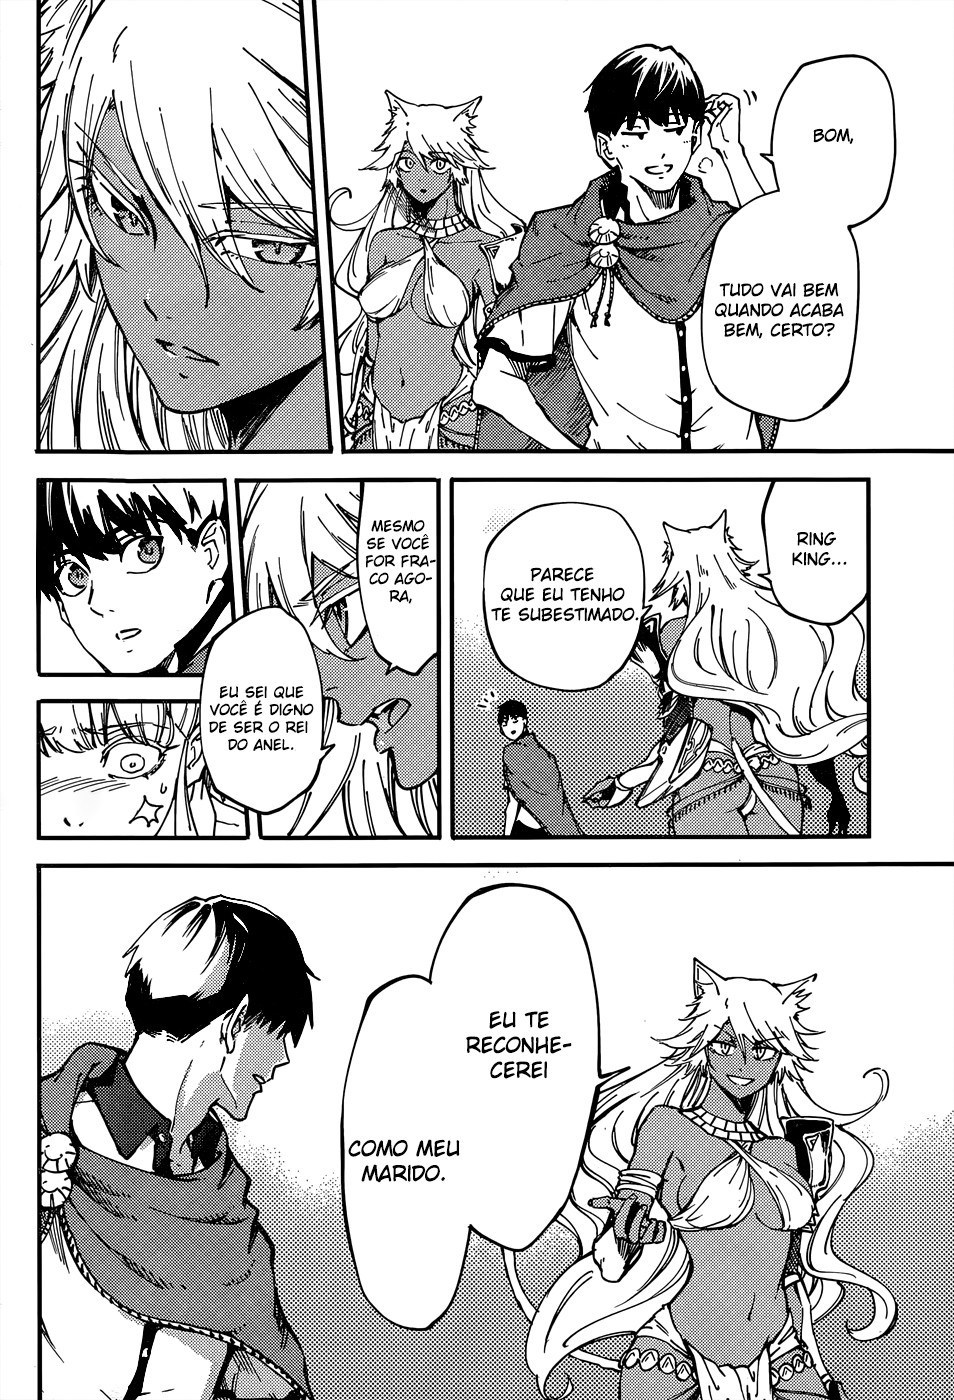 BOM,
TUDO VAI BEM
QUANDO ACABA
BEM, CERTO?
RING
KING...
PARECE
QUE EU TENHO
TE SUBESTIMADO.
MESMO
SE VOCÊ
FOR FRA-
CO AGO-
RA,
EU SEI QUE
VOCÊ É DIGNO
DE SER O REI
DO ANEL.
EU TE
RECONHE-
CEREI
COMO MEU
MARIDO.